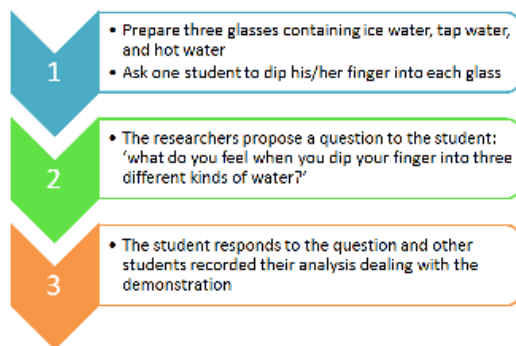 1
• Prepare three glasses containing ice water, tap water,
and hot water
• Ask one student to dip his/her finger into each glass
2
• The researchers propose a question to the student:
'what do you feel when you dip your finger into three
different kinds of water?'
3
• The student responds to the question and other
students recorded their analysis dealing with the
demonstration